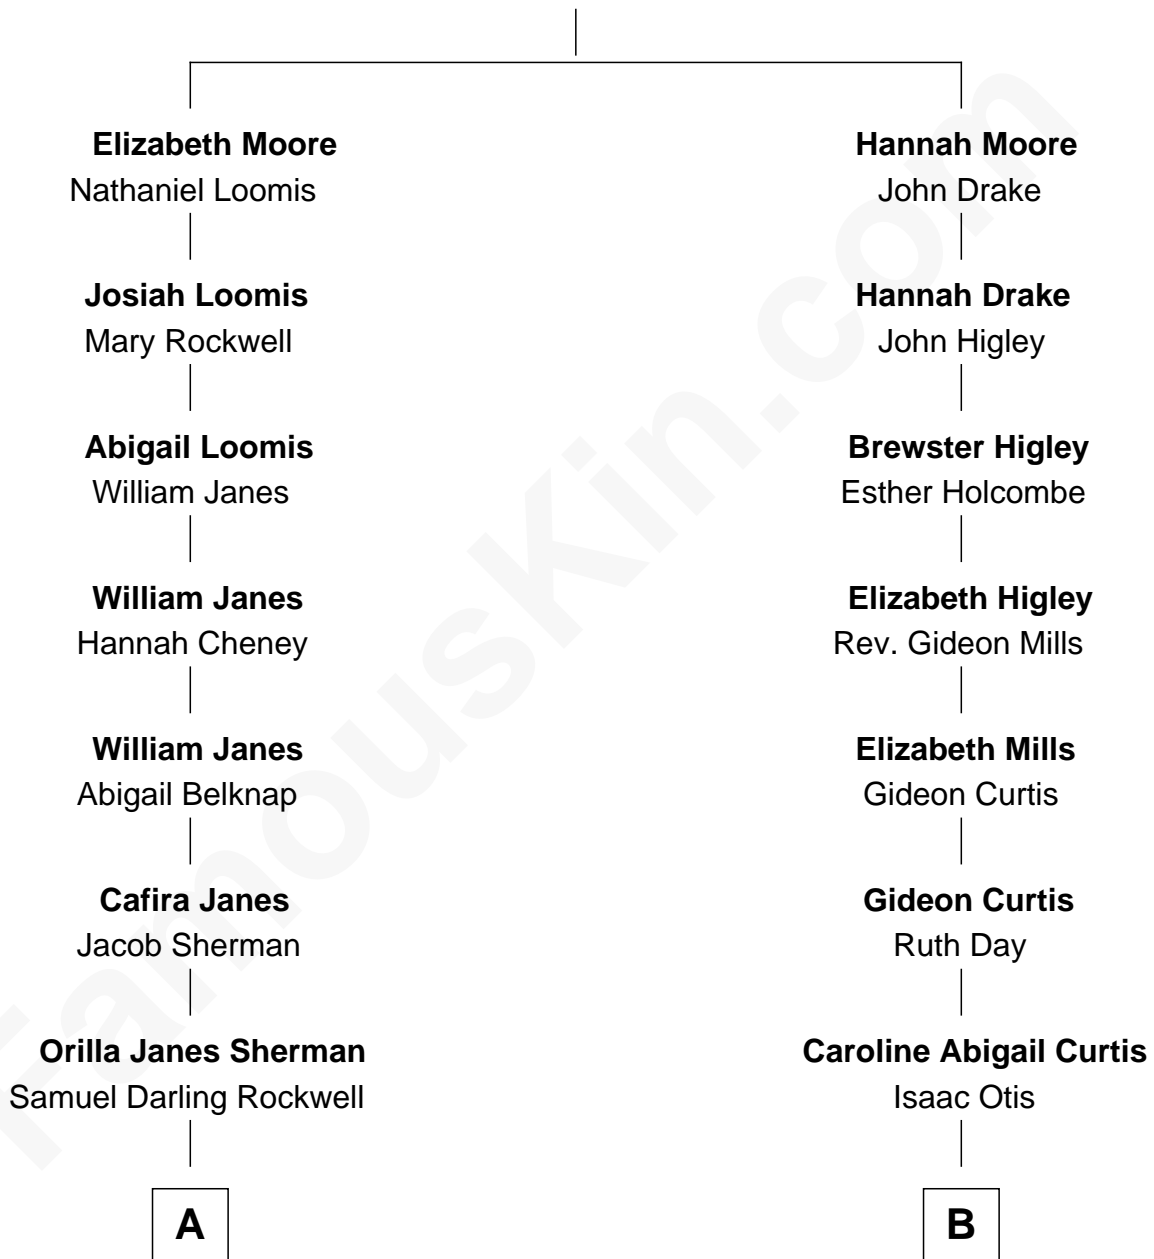 Elizabeth Moore
Nathaniel Loomis
Josiah Loomis
Mary Rockwell
Abigail Loomis
William Janes
William Janes
Hannah Cheney
William Janes
Abigail Belknap
Cafira Janes
Jacob Sherman
Orilla Janes Sherman
Samuel Darling Rockwell
A
Hannah Moore
John Drake
Hannah Drake
John Higley
Brewster Higley
Esther Holcombe
Elizabeth Higley
Rev. Gideon Mills
Elizabeth Mills
Gideon Curtis
Gideon Curtis
Ruth Day
Caroline Abigail Curtis
Isaac Otis
B
FamousKin.com